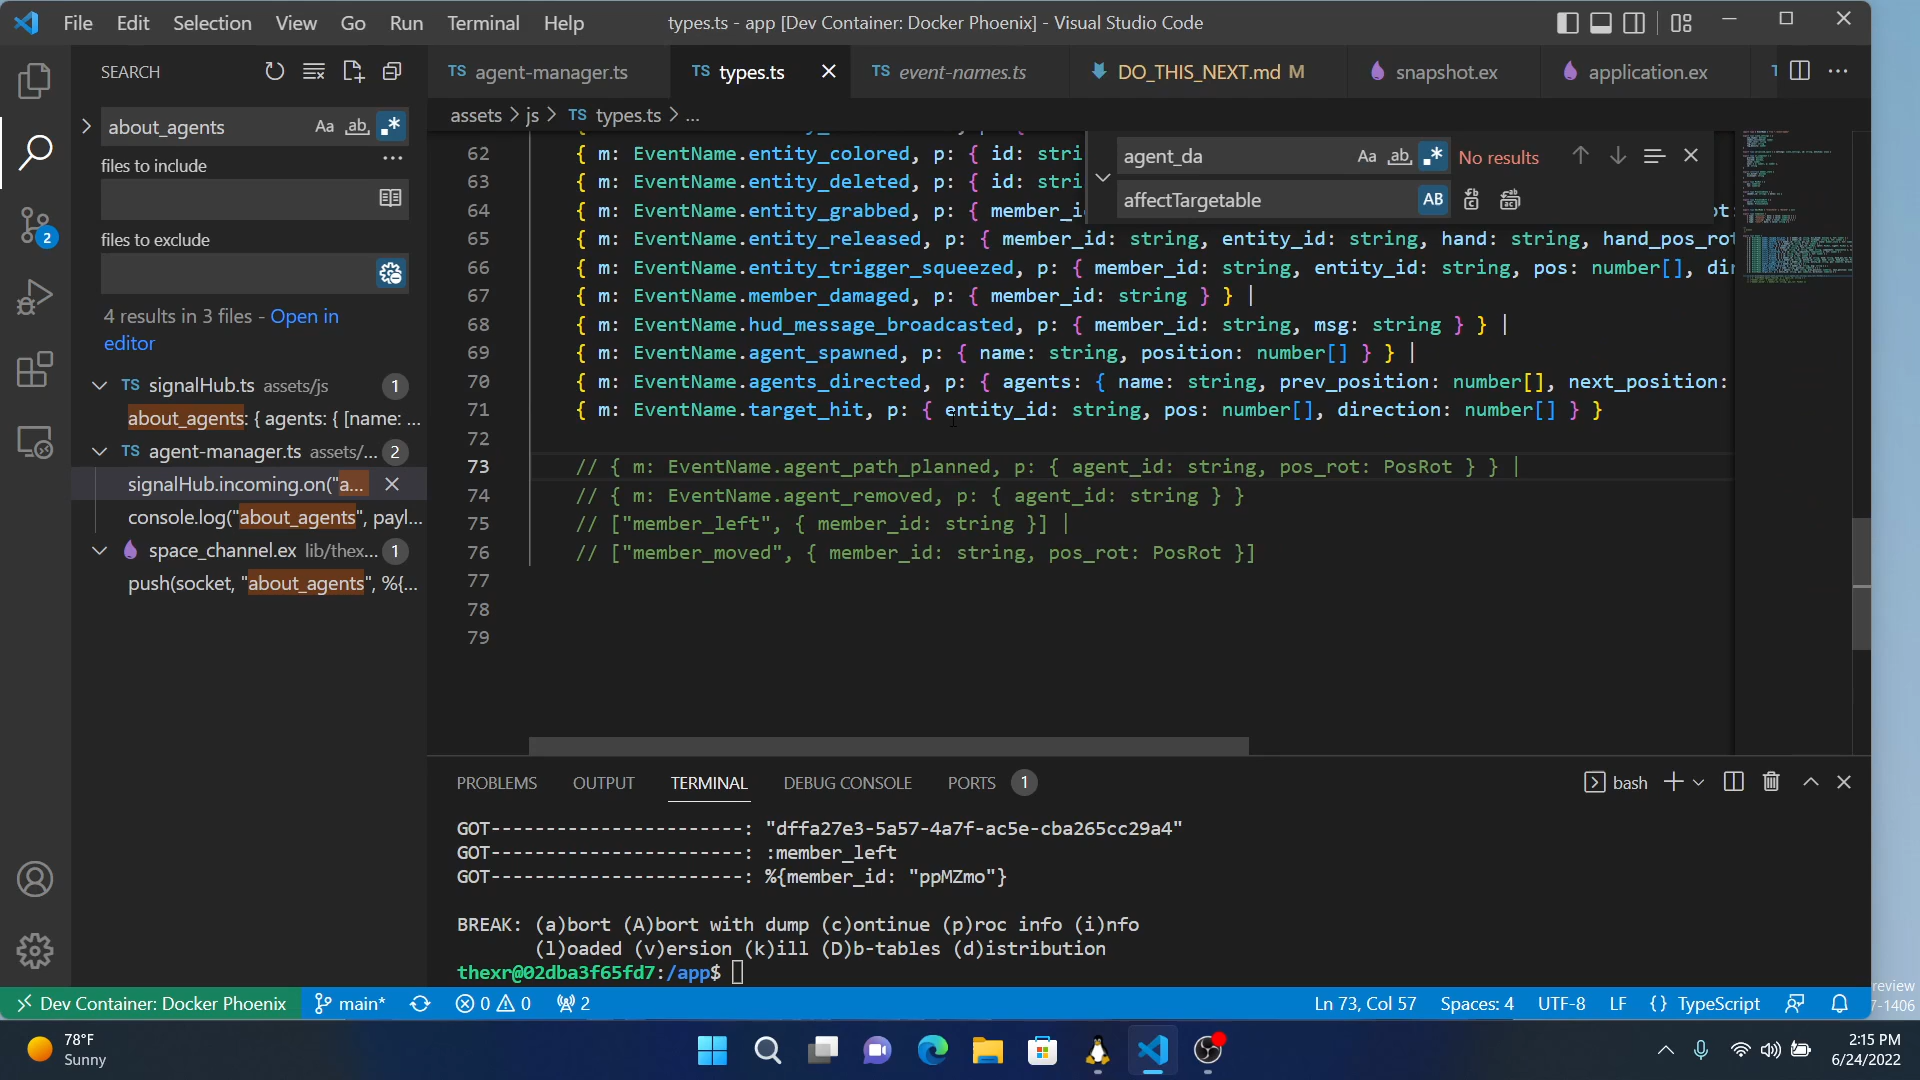 File Edit Selection View Go Run Terminal Help types.ts - app [Dev Container: Docker Phoenix] - Visual Studio Code
SEARCH
about_agents
files to include
files to exclude
4 results in 3 files - Open in
editor
signalHub.ts assets/js 1
about_agents: { agents: { [name: ...
agent-manager.ts assets/... 2
signalHub.incoming.on("a...
console.log("about_agents", payl...
space_channel.ex lib/thex... 1
push(socket, "about_agents", %{...
2
agent-manager.ts types.ts event-names.ts DO_THIS_NEXT.md M snapshot.ex application.ex
assets > js > TS types.ts > ...
agent_da No results
affectTargetable
62 { m: EventName.entity_colored, p: { id: stri
63 { m: EventName.entity_deleted, p: { id: stri
64 { m: EventName.entity_grabbed, p: { member_i
65 { m: EventName.entity_released, p: { member_id: string, entity_id: string, hand: string, hand_pos_rot
66 { m: EventName.entity_trigger_squeezed, p: { member_id: string, entity_id: string, pos: number[], dir
67 { m: EventName.member_damaged, p: { member_id: string } } |
68 { m: EventName.hud_message_broadcasted, p: { member_id: string, msg: string } } |
69 { m: EventName.agent_spawned, p: { name: string, position: number[] } } |
70 { m: EventName.agents_directed, p: { agents: { name: string, prev_position: number[], next_position:
71 { m: EventName.target_hit, p: { entity_id: string, pos: number[], direction: number[] } }
72
73 // { m: EventName.agent_path_planned, p: { agent_id: string, pos_rot: PosRot } } |
74 // { m: EventName.agent_removed, p: { agent_id: string } }
75 // ["member_left", { member_id: string }] |
76 // ["member_moved", { member_id: string, pos_rot: PosRot }]
77
78
79
PROBLEMS OUTPUT TERMINAL DEBUG CONSOLE PORTS 1 bash
GOT-----------------------: "dffa27e3-5a57-4a7f-ac5e-cba265cc29a4"
GOT-----------------------: :member_left
GOT-----------------------: %{member_id: "ppMZmo"}
BREAK: (a)bort (A)bort with dump (c)ontinue (p)roc info (i)nfo
(l)oaded (v)ersion (k)ill (D)b-tables (d)istribution
thexr@02dba3f65fd7:/app$
Dev Container: Docker Phoenix main* 0 0 2 Ln 73, Col 57 Spaces: 4 UTF-8 LF {} TypeScript
review
7-1406
78°F
Sunny
2:15 PM
6/24/2022